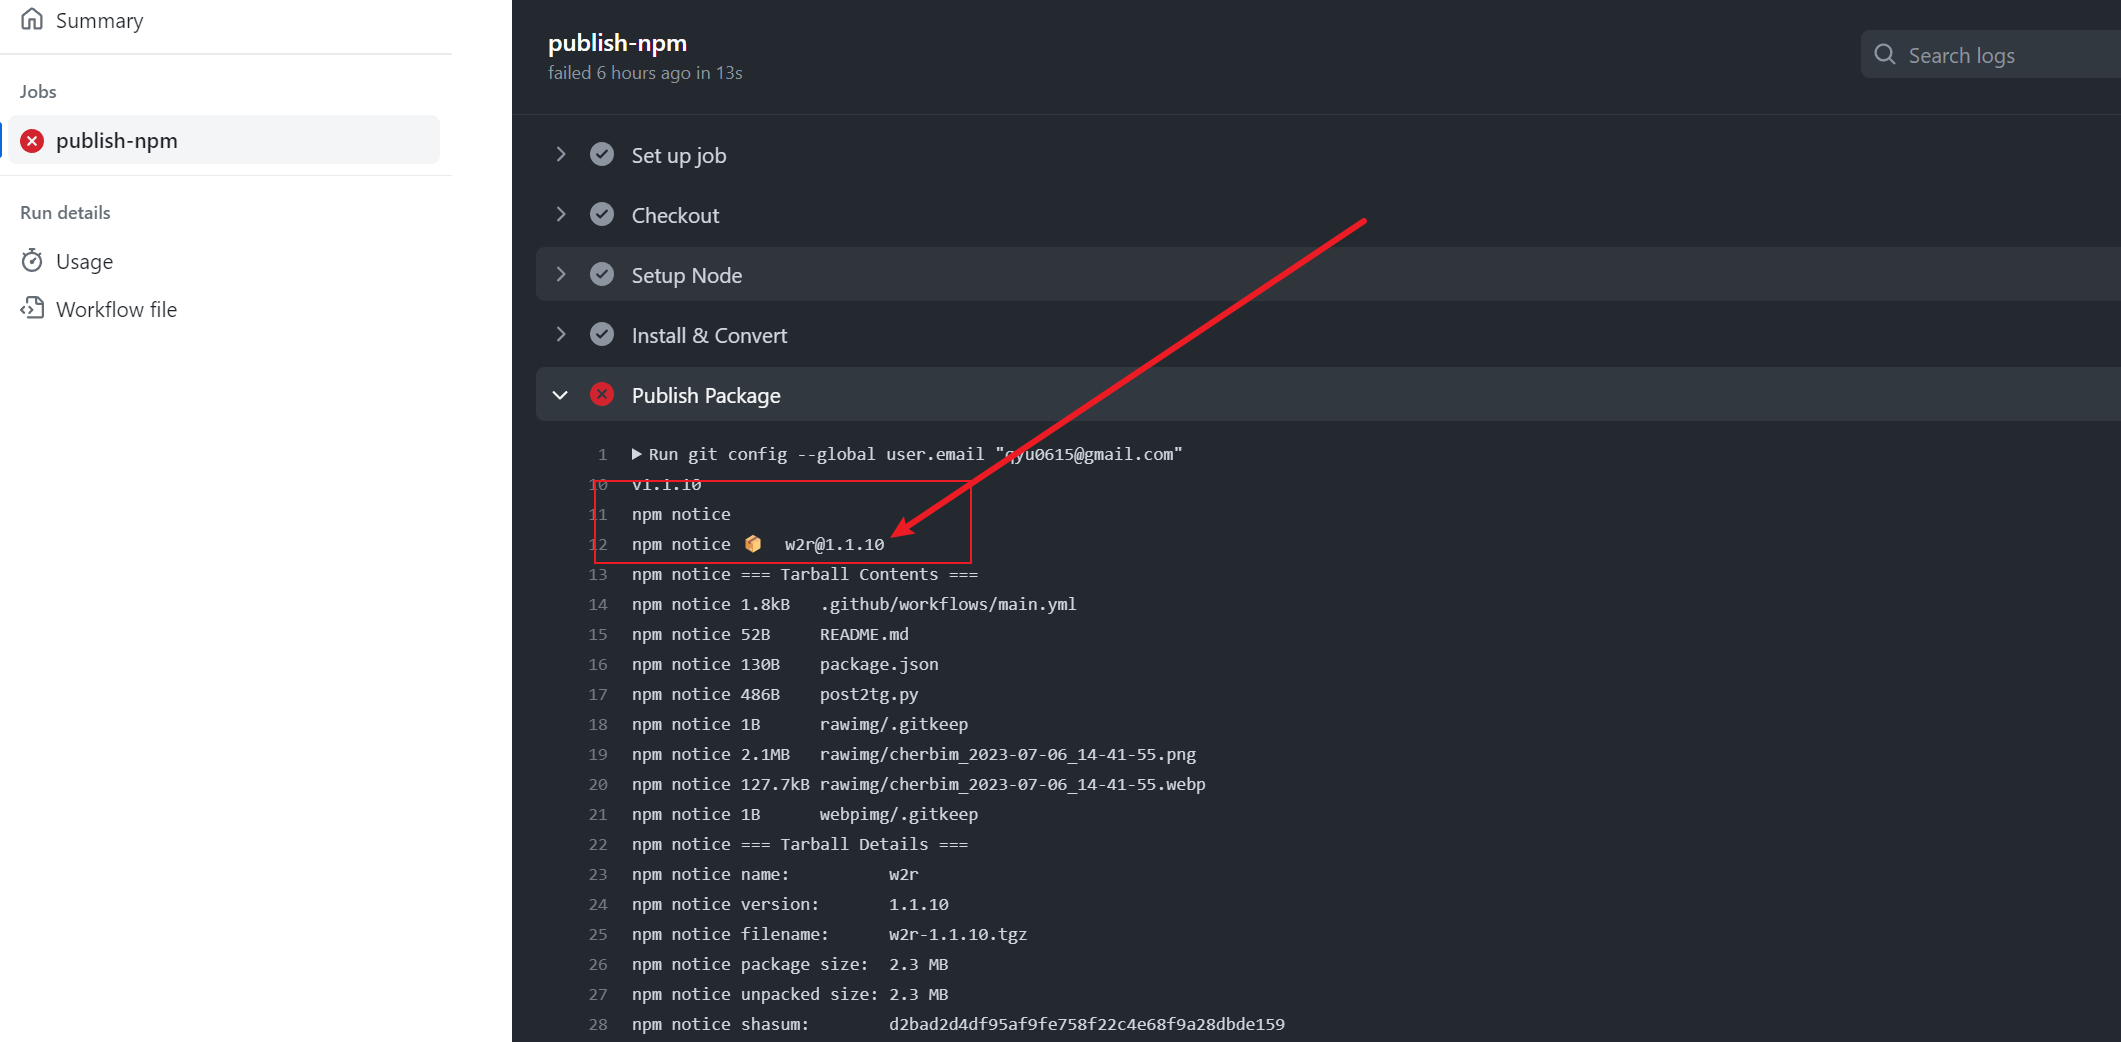 Summary
Jobs
publish-npm
Run details
Usage
Workflow file
publish-npm
failed 6 hours ago in 13s
Search logs
Set up job
Checkout
Setup Node
Install & Convert
Publish Package
1 Run git config --global user.email "qyu0615@gmail.com"
10 v1.1.10
11 npm notice
12 npm notice 📦 w2r@1.1.10
13 npm notice === Tarball Contents ===
14 npm notice 1.8kB .github/workflows/main.yml
15 npm notice 52B README.md
16 npm notice 130B package.json
17 npm notice 486B post2tg.py
18 npm notice 1B rawimg/.gitkeep
19 npm notice 2.1MB rawimg/cherbim_2023-07-06_14-41-55.png
20 npm notice 127.7kB rawimg/cherbim_2023-07-06_14-41-55.webp
21 npm notice 1B webpimg/.gitkeep
22 npm notice === Tarball Details ===
23 npm notice name: w2r
24 npm notice version: 1.1.10
25 npm notice filename: w2r-1.1.10.tgz
26 npm notice package size: 2.3 MB
27 npm notice unpacked size: 2.3 MB
28 npm notice shasum: d2bad2d4df95af9fe758f22c4e68f9a28dbde159